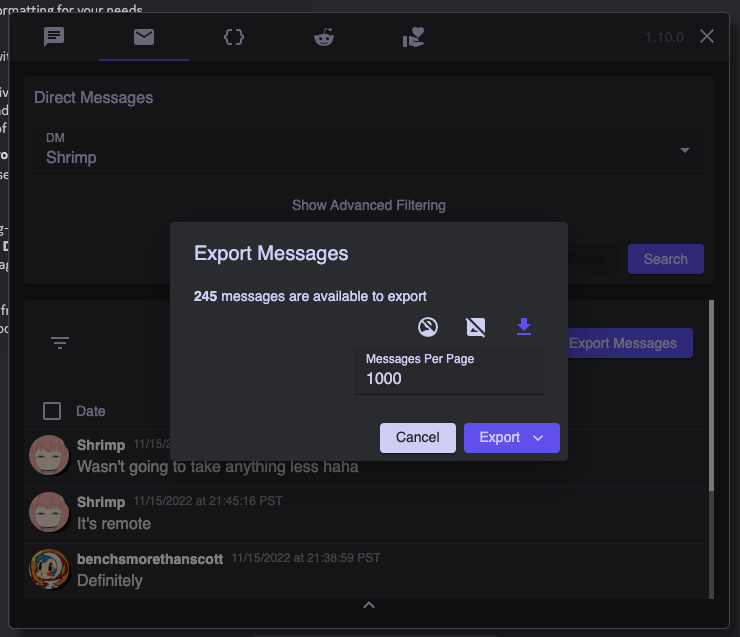 ormatting for your needs
1.10.0
Direct Messages
DM
Shrimp
Show Advanced Filtering
Search
Export Messages
245 messages are available to export
Messages Per Page
1000
Export Messages
Cancel
Export
Date
Shrimp 11/15/2
Wasn't going to take anything less haha
Shrimp 11/15/2022 at 21:45:16 PST
It's remote
benchsmorethanscott 11/15/2022 at 21:38:59 PST
Definitely